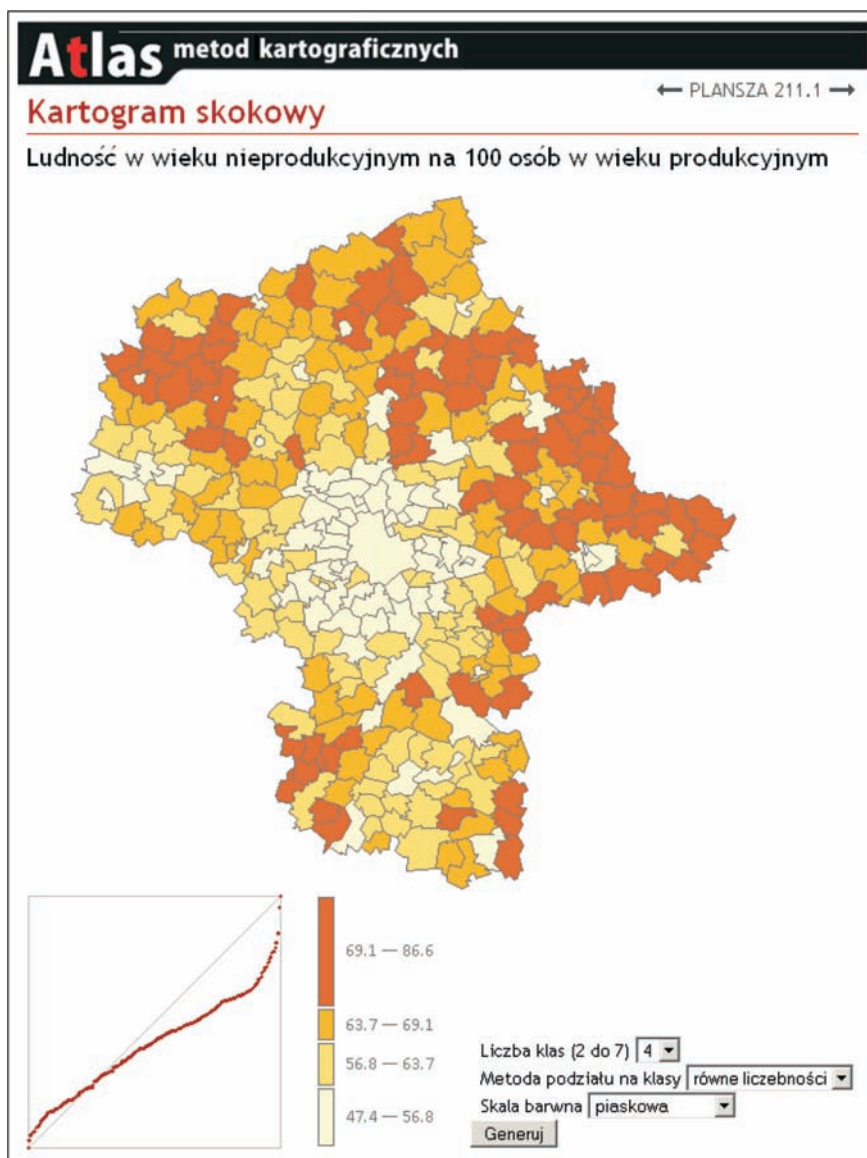 Atlas metod kartograficznych
← PLANSZA 211.1 →
Kartogram skokowy
Ludność w wieku nieprodukcyjnym na 100 osób w wieku produkcyjnym
69.1 — 86.6
63.7 — 69.1
56.8 — 63.7
47.4 — 56.8
Liczba klas (2 do 7) 4
Metoda podziału na klasy równe liczebności
Skala barwna piaskowa
Generuj